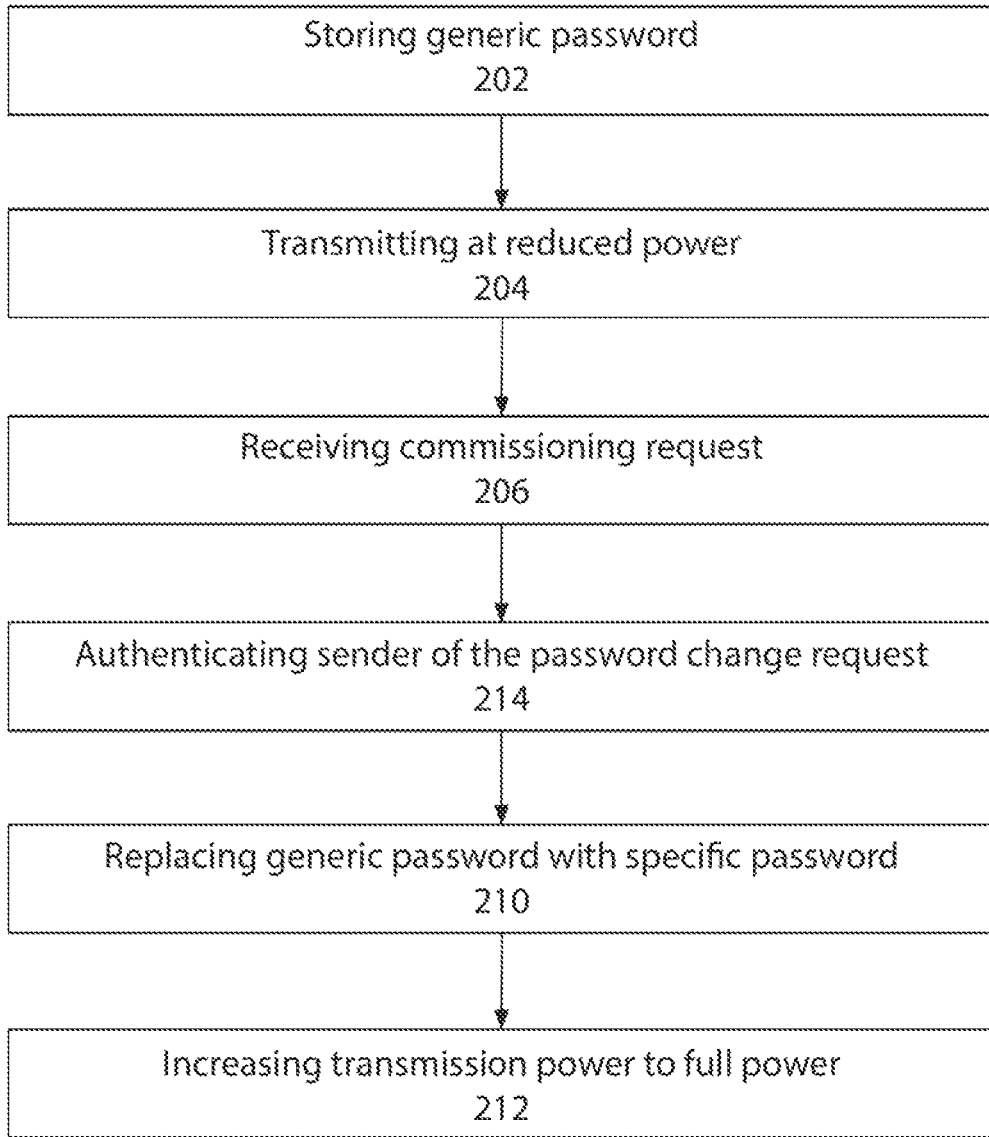 Storing generic password
202
Transmitting at reduced power
204
Receiving commissioning request
206
Authenticating sender of the password change request
214
Replacing generic password with specific password
210
Increasing transmission power to full power
212